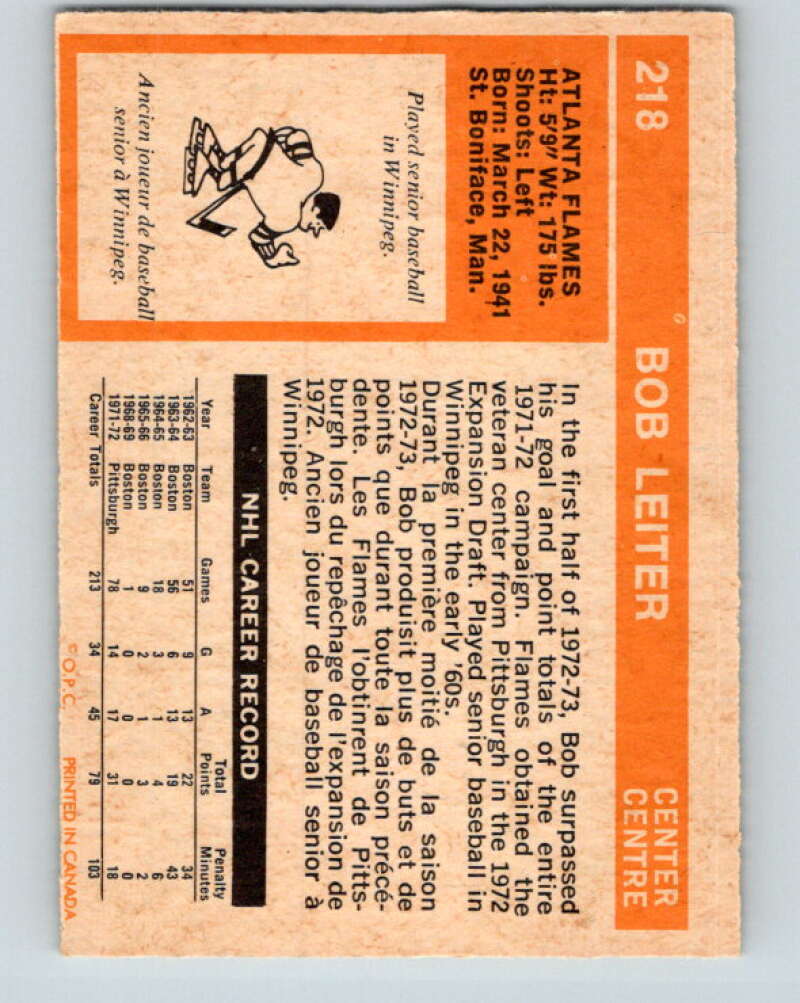 218 BOB LEITER CENTER
CENTRE
ATLANTA FLAMES
Ht: 5'9" Wt: 175 lbs.
Shoots: Left
Born: March 22, 1941
St. Boniface, Man.
Played senior baseball
in Winnipeg.
Ancien joueur de baseball
senior à Winnipeg.
In the first half of 1972-73, Bob surpassed
his goal and point totals of the entire
1971-72 campaign. Flames obtained the
veteran center from Pittsburgh in the 1972
Expansion Draft. Played senior baseball in
Winnipeg in the early '60s.
Durant la première moitié de la saison
1972-73, Bob produisit plus de buts et de
points que durant toute la saison précé-
dente. Les Flames l'obtinrent de Pitts-
burgh lors du repêchage de l'expansion de
1972. Ancien joueur de baseball senior à
Winnipeg.
NHL CAREER RECORD
Year Team Games G A Total Points Penalty Minutes
1962-63 Boston 51 9 13 22 34
1963-64 Boston 56 6 13 19 43
1964-65 Boston 18 3 1 4 6
1965-66 Boston 9 2 1 3 2
1968-69 Boston 1 0 0 0 0
1971-72 Pittsburgh 78 14 17 31 18
Career Totals 213 34 45 79 103
© O.P.C. PRINTED IN CANADA